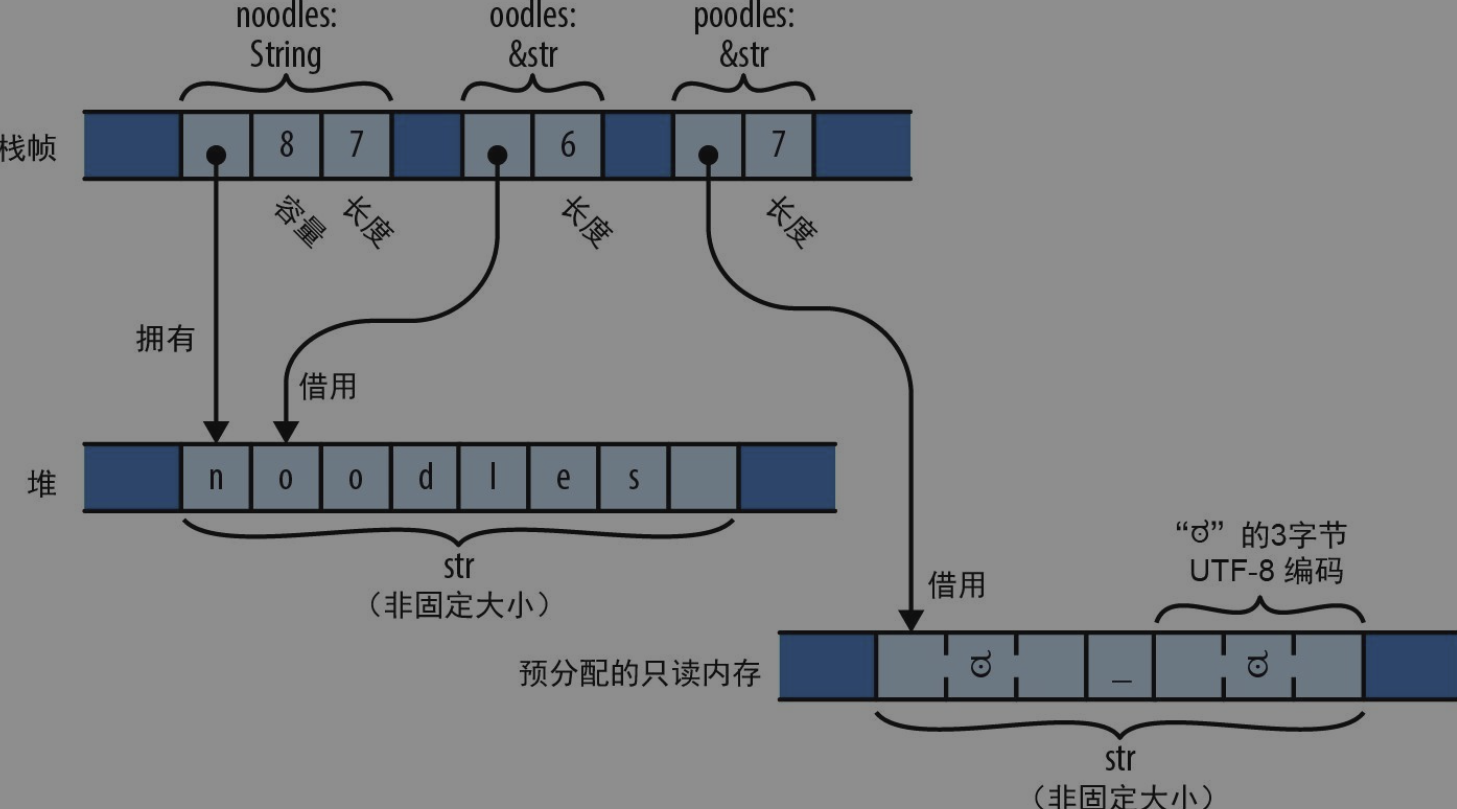 noodles:
String
oodles:
&str
poodles:
&str
栈帧
8
7
6
7
容量
长度
长度
长度
拥有
借用
堆
n o o d l e s
str
（非固定大小）
“ಠ” 的3字节
UTF-8 编码
借用
预分配的只读内存
ಠ _ ಠ
str
（非固定大小）